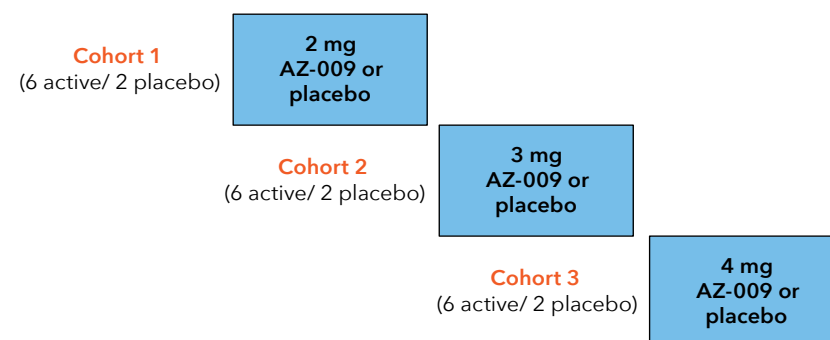 Cohort 1
(6 active/ 2 placebo)
2 mg
AZ-009 or
placebo
Cohort 2
(6 active/ 2 placebo)
3 mg
AZ-009 or
placebo
Cohort 3
(6 active/ 2 placebo)
4 mg
AZ-009 or
placebo